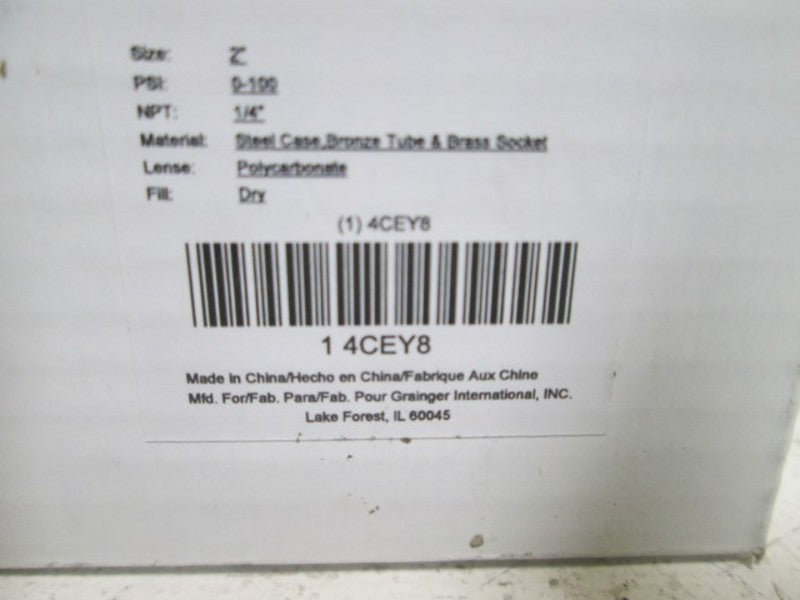 Size: 2"
PSI: 0-100
NPT: 1/4"
Material: Steel Case,Bronze Tube & Brass Socket
Lense: Polycarbonate
Fill: Dry
(1) 4CEY8
1 4CEY8
Made in China/Hecho en China/Fabrique Aux Chine
Mfd. For/Fab. Para/Fab. Pour Grainger International, INC.
Lake Forest, IL 60045